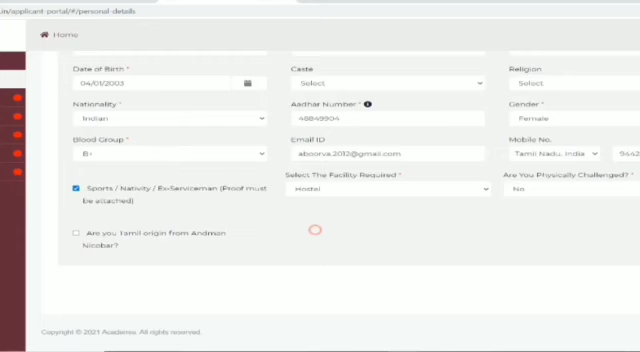 .in/applicant-portal/#/personal-details
Home
Date of Birth * Caste Religion
04/01/2003 Select Select
Nationality * Aadhar Number * Gender *
Indian 48849904 Female
Blood Group * Email ID Mobile No.
B+ aboorva.2012@gmail.com Tamil Nadu, India 9442
Sports / Nativity / Ex-Serviceman (Proof must be attached) Select The Facility Required * Are You Physically Challenged? *
Hostel No
Are you Tamil origin from Andman
Nicobar?
Copyright © 2021 Academia. All rights reserved.